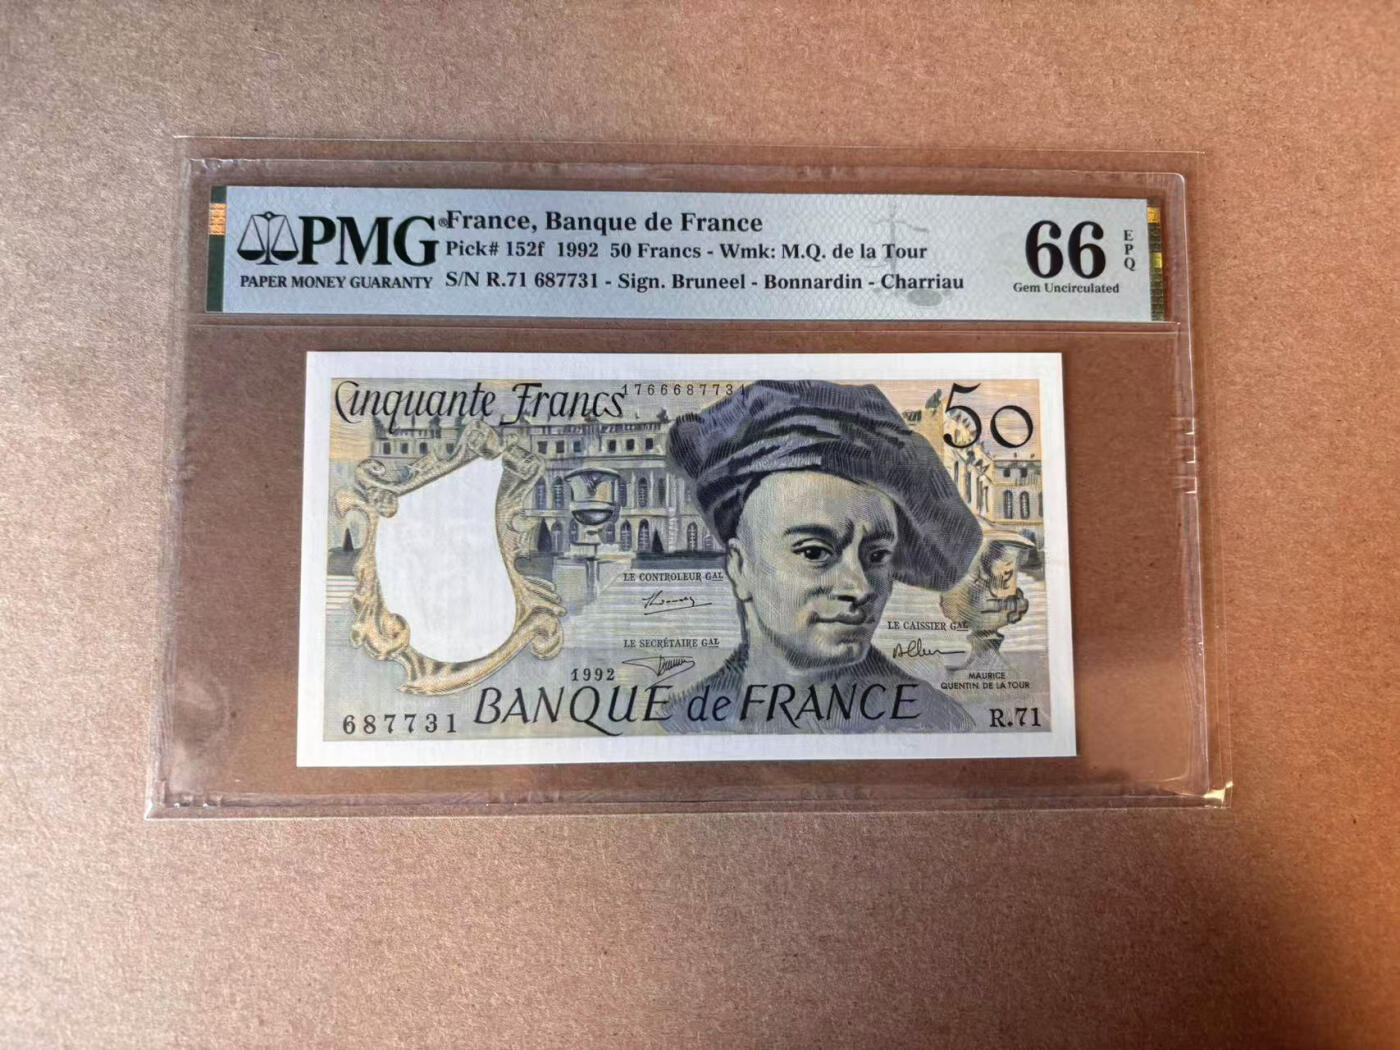 PMG®
PAPER MONEY GUARANTY
France, Banque de France
Pick# 152f 1992 50 Francs - Wmk: M.Q. de la Tour
S/N R.71 687731 - Sign. Bruneel - Bonnardin - Charriau
66
EPQ
Gem Uncirculated
Cinquante Francs
1766687731
50
LE CONTROLEUR GAL
LE SECRÉTAIRE GAL
LE CAISSIER GAL
MAURICE
QUENTIN DE LA TOUR
1992
BANQUE de FRANCE
687731
R.71